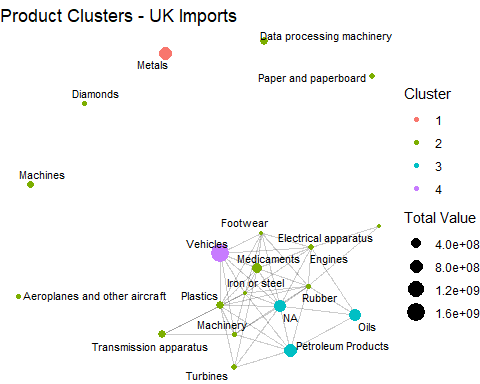 Product Clusters - UK Imports
Data processing machinery
Metals
Paper and paperboard
Diamonds
Machines
Footwear
Vehicles
Electrical apparatus
Medicaments
Engines
Iron or steel
Aeroplanes and other aircraft
Plastics
Rubber
NA
Machinery
Oils
Transmission apparatus
Petroleum Products
Turbines
Cluster
1
2
3
4
Total Value
4.0e+08
8.0e+08
1.2e+09
1.6e+09